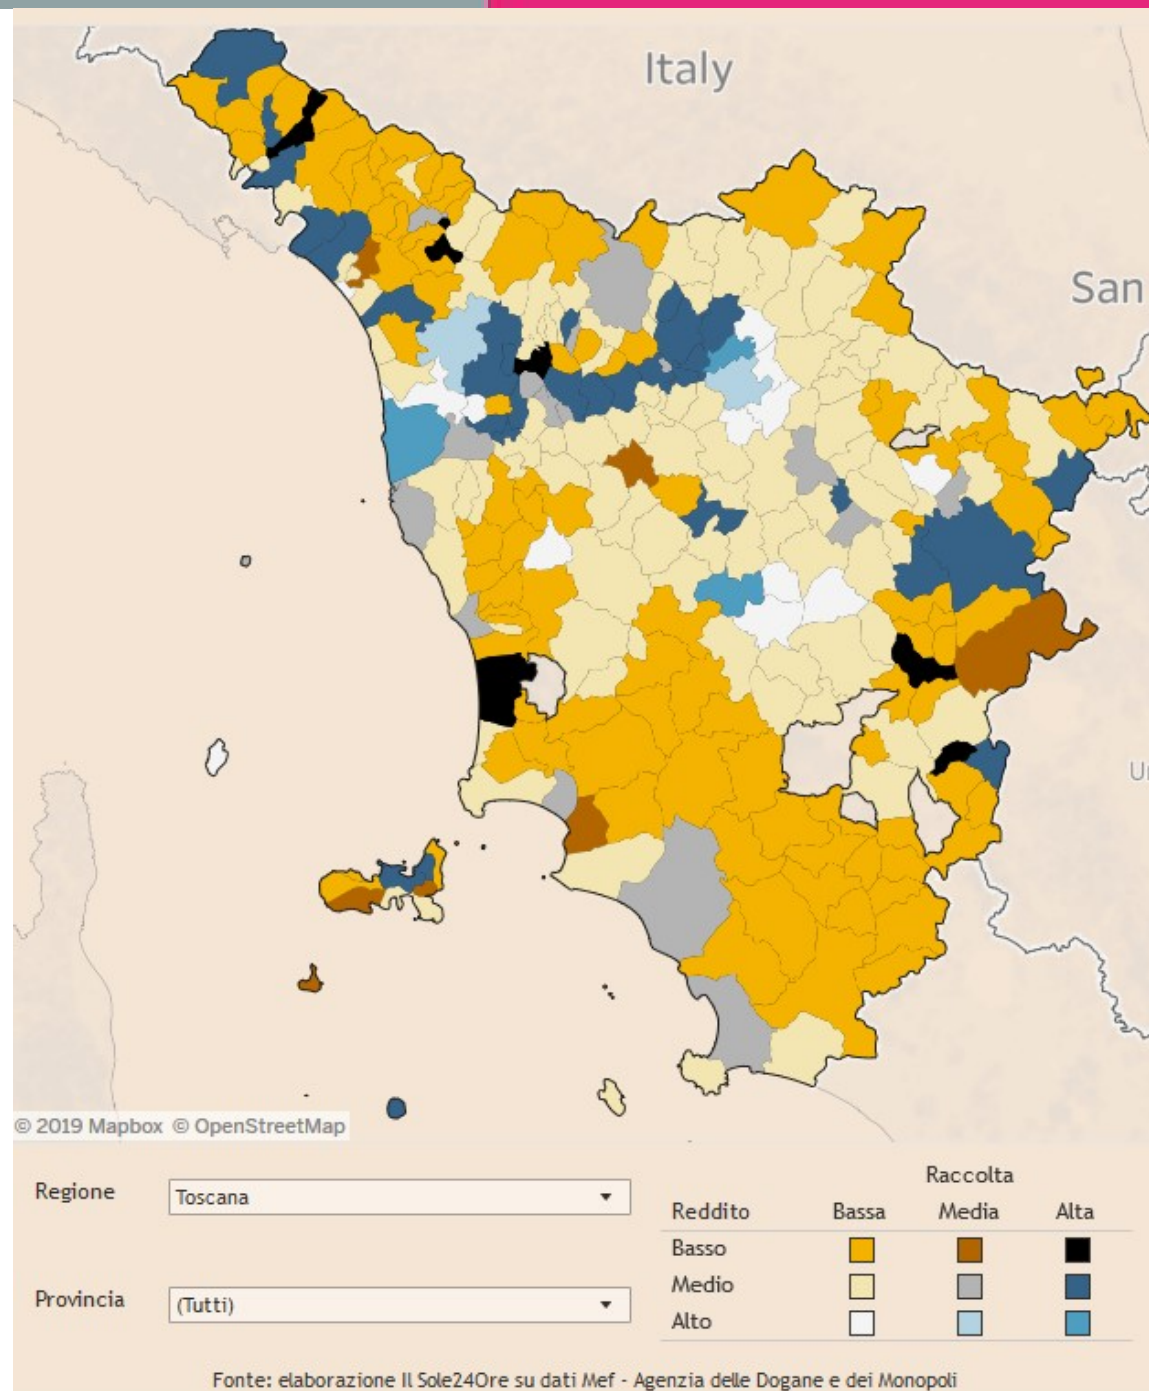 Italy
San
© 2019 Mapbox © OpenStreetMap
Regione
Toscana
Provincia
(Tutti)
Raccolta
Reddito Bassa Media Alta
Basso
Medio
Alto
Fonte: elaborazione Il Sole24Ore su dati Mef - Agenzia delle Dogane e dei Monopoli